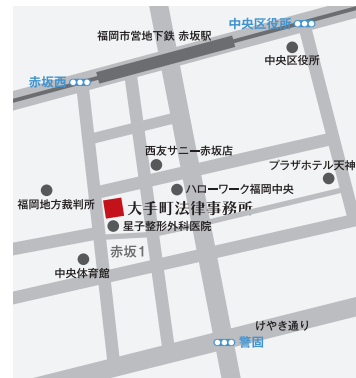 中央区役所
福岡市営地下鉄 赤坂駅
中央区役所
赤坂西
西友サニー赤坂店
プラザホテル天神
ハローワーク福岡中央
福岡地方裁判所
大手町法律事務所
星子整形外科医院
赤坂1
中央体育館
けやき通り
警固